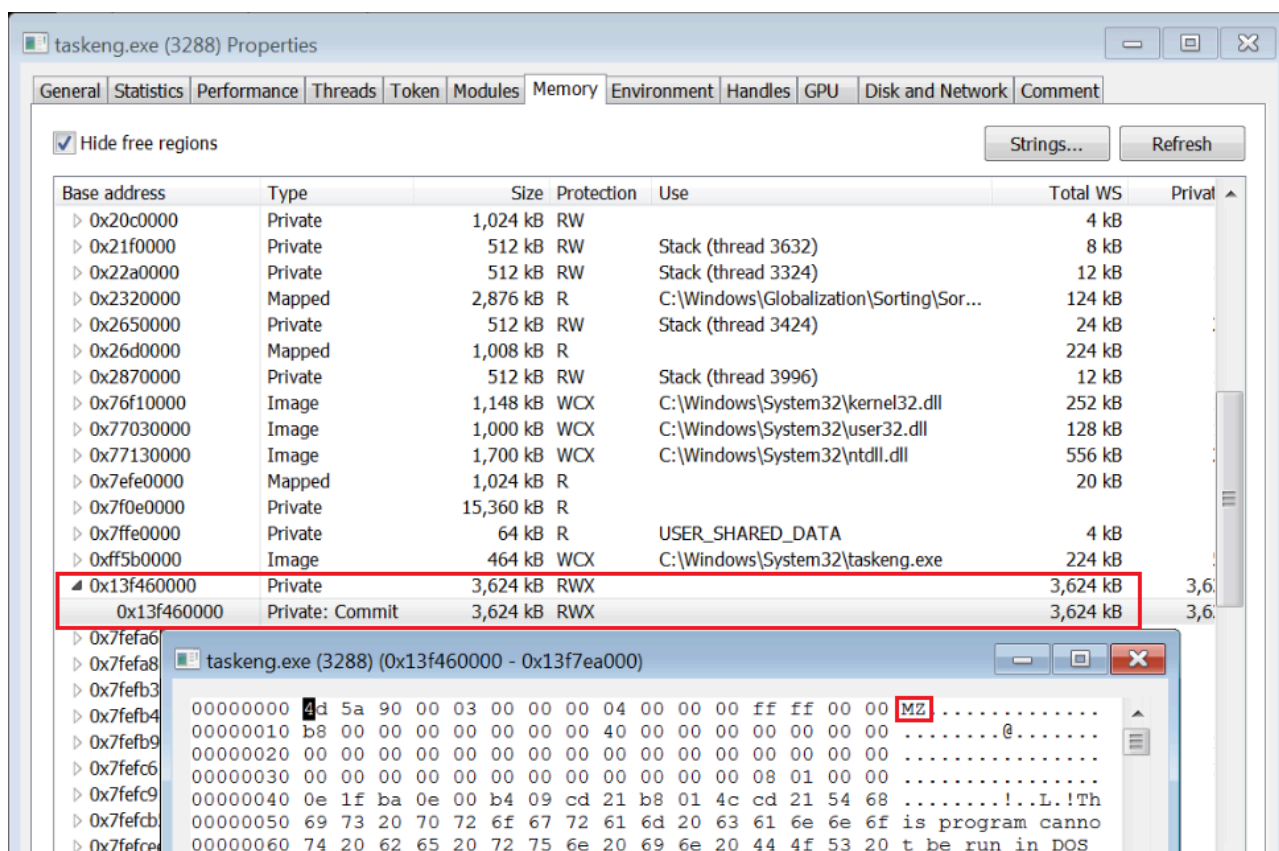 taskeng.exe (3288) Properties
General Statistics Performance Threads Token Modules Memory Environment Handles GPU Disk and Network Comment
Hide free regions Strings... Refresh
Base address Type Size Protection Use Total WS Privat
0x20c0000 Private 1,024 kB RW 4 kB
0x21f0000 Private 512 kB RW Stack (thread 3632) 8 kB
0x22a0000 Private 512 kB RW Stack (thread 3324) 12 kB
0x2320000 Mapped 2,876 kB R C:\Windows\Globalization\Sorting\Sor... 124 kB
0x2650000 Private 512 kB RW Stack (thread 3424) 24 kB
0x26d0000 Mapped 1,008 kB R 224 kB
0x2870000 Private 512 kB RW Stack (thread 3996) 12 kB
0x76f10000 Image 1,148 kB WCX C:\Windows\System32\kernel32.dll 252 kB
0x77030000 Image 1,000 kB WCX C:\Windows\System32\user32.dll 128 kB
0x77130000 Image 1,700 kB WCX C:\Windows\System32\ntdll.dll 556 kB
0x7efe0000 Mapped 1,024 kB R 20 kB
0x7f0e0000 Private 15,360 kB R
0x7ffe0000 Private 64 kB R USER_SHARED_DATA 4 kB
0xff5b0000 Image 464 kB WCX C:\Windows\System32\taskeng.exe 224 kB
0x13f460000 Private 3,624 kB RWX 3,624 kB 3,6
0x13f460000 Private: Commit 3,624 kB RWX 3,624 kB 3,6
0x7fefa6
0x7fefa8 taskeng.exe (3288) (0x13f460000 - 0x13f7ea000)
0x7fefb3
0x7fefb4 00000000 4d 5a 90 00 03 00 00 00 04 00 00 00 ff ff 00 00 MZ..............
00000010 b8 00 00 00 00 00 00 00 40 00 00 00 00 00 00 00 ........@.......
0x7fefb9 00000020 00 00 00 00 00 00 00 00 00 00 00 00 00 00 00 00 ................
0x7fefc6 00000030 00 00 00 00 00 00 00 00 00 00 00 00 08 01 00 00 ................
0x7fefc9 00000040 0e 1f ba 0e 00 b4 09 cd 21 b8 01 4c cd 21 54 68 ........!..L.!Th
0x7fefcb 00000050 69 73 20 70 72 6f 67 72 61 6d 20 63 61 6e 6e 6f is program canno
0x7fefcee 00000060 74 20 62 65 20 72 75 6e 20 69 6e 20 44 4f 53 20 t be run in DOS